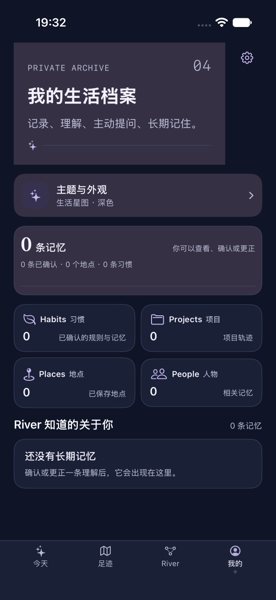 19:32
PRIVATE ARCHIVE
04
我的生活档案
记录、理解、主动提问、长期记住。
主题与外观
生活星图 · 深色
0 条记忆
你可以查看、确认或更正
0 条已确认 · 0 个地点 · 0 条习惯
Habits 习惯
0
已确认的规则与记忆
Projects 项目
0
项目轨迹
Places 地点
0
已保存地点
People 人物
0
相关记忆
River 知道的关于你
0 条记忆
还没有长期记忆
确认或更正一条理解后，它会出现在这里。
今天
足迹
River
我的